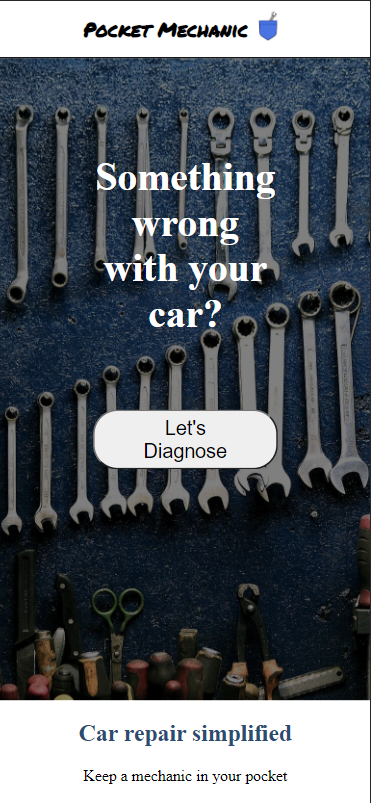 Pocket Mechanic
Something
wrong
with your
car?
Let's
Diagnose
Car repair simplified
Keep a mechanic in your pocket